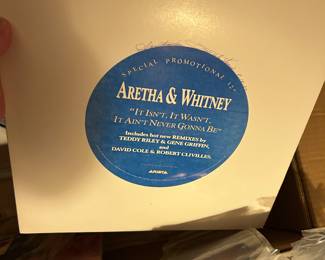 SPECIAL PROMOTIONAL 12"
ARETHA & WHITNEY
"IT ISN'T, IT WASN'T,
IT AIN'T NEVER GONNA BE"
Includes hot new REMIXES by
TEDDY RILEY & GENE GRIFFIN,
and
DAVID COLE & ROBERT CLIVILLES.
ARISTA